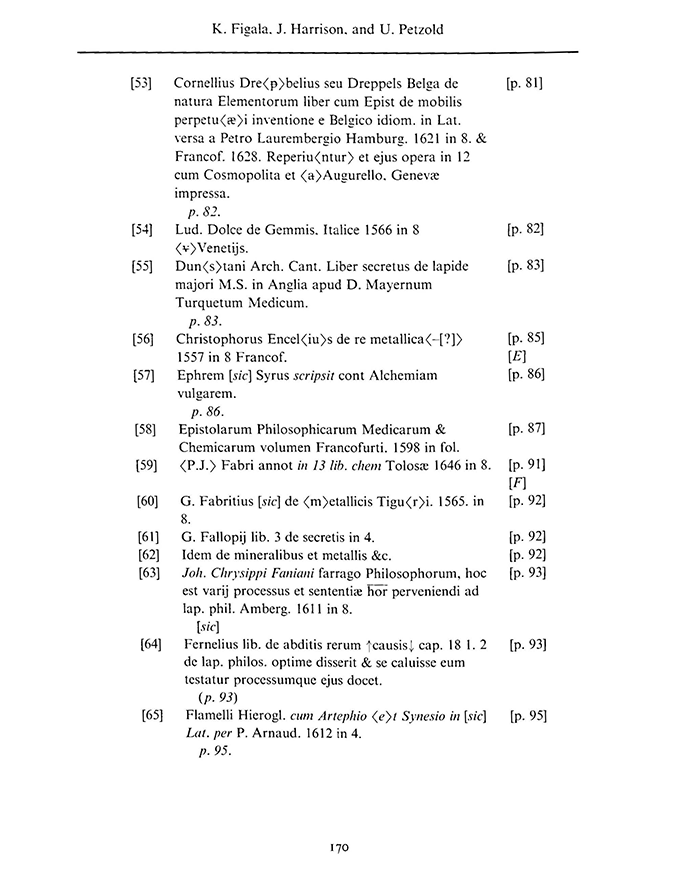 K. Figala, J. Harrison, and U. Petzold
[53] Cornellius Dre⟨p⟩belius seu Dreppels Belga de [p. 81]
natura Elementorum liber cum Epist de mobilis
perpetu⟨æ⟩i inventione e Belgico idiom. in Lat.
versa a Petro Laurembergio Hamburg. 1621 in 8. &
Francof. 1628. Reperiu⟨ntur⟩ et ejus opera in 12
cum Cosmopolita et ⟨a⟩Augurello. Genevæ
impressa.
p. 82.
[54] Lud. Dolce de Gemmis. Italice 1566 in 8 [p. 82]
⟨v⟩Venetijs.
[55] Dun⟨s⟩tani Arch. Cant. Liber secretus de lapide [p. 83]
majori M.S. in Anglia apud D. Mayernum
Turquetum Medicum.
p. 83.
[56] Christophorus Encel⟨iu⟩s de re metallica⟨–[?]⟩ [p. 85]
1557 in 8 Francof. [E]
[57] Ephrem [sic] Syrus scripsit cont Alchemiam [p. 86]
vulgarem.
p. 86.
[58] Epistolarum Philosophicarum Medicarum & [p. 87]
Chemicarum volumen Francofurti. 1598 in fol.
[59] ⟨P.J.⟩ Fabri annot in 13 lib. chem Tolosæ 1646 in 8. [p. 91]
[F]
[60] G. Fabritius [sic] de ⟨m⟩etallicis Tigu⟨r⟩i. 1565. in [p. 92]
8.
[61] G. Fallopij lib. 3 de secretis in 4. [p. 92]
[62] Idem de mineralibus et metallis &c. [p. 92]
[63] Joh. Chrysippi Faniani farrago Philosophorum, hoc [p. 93]
est varij processus et sententiæ hor perveniendi ad
lap. phil. Amberg. 1611 in 8.
[sic]
[64] Fernelius lib. de abditis rerum ↑causis↓ cap. 18 l. 2 [p. 93]
de lap. philos. optime disserit & se caluisse eum
testatur processumque ejus docet.
(p. 93)
[65] Flamelli Hierogl. cum Artephio ⟨e⟩t Synesio in [sic] [p. 95]
Lat. per P. Arnaud. 1612 in 4.
p. 95.
170